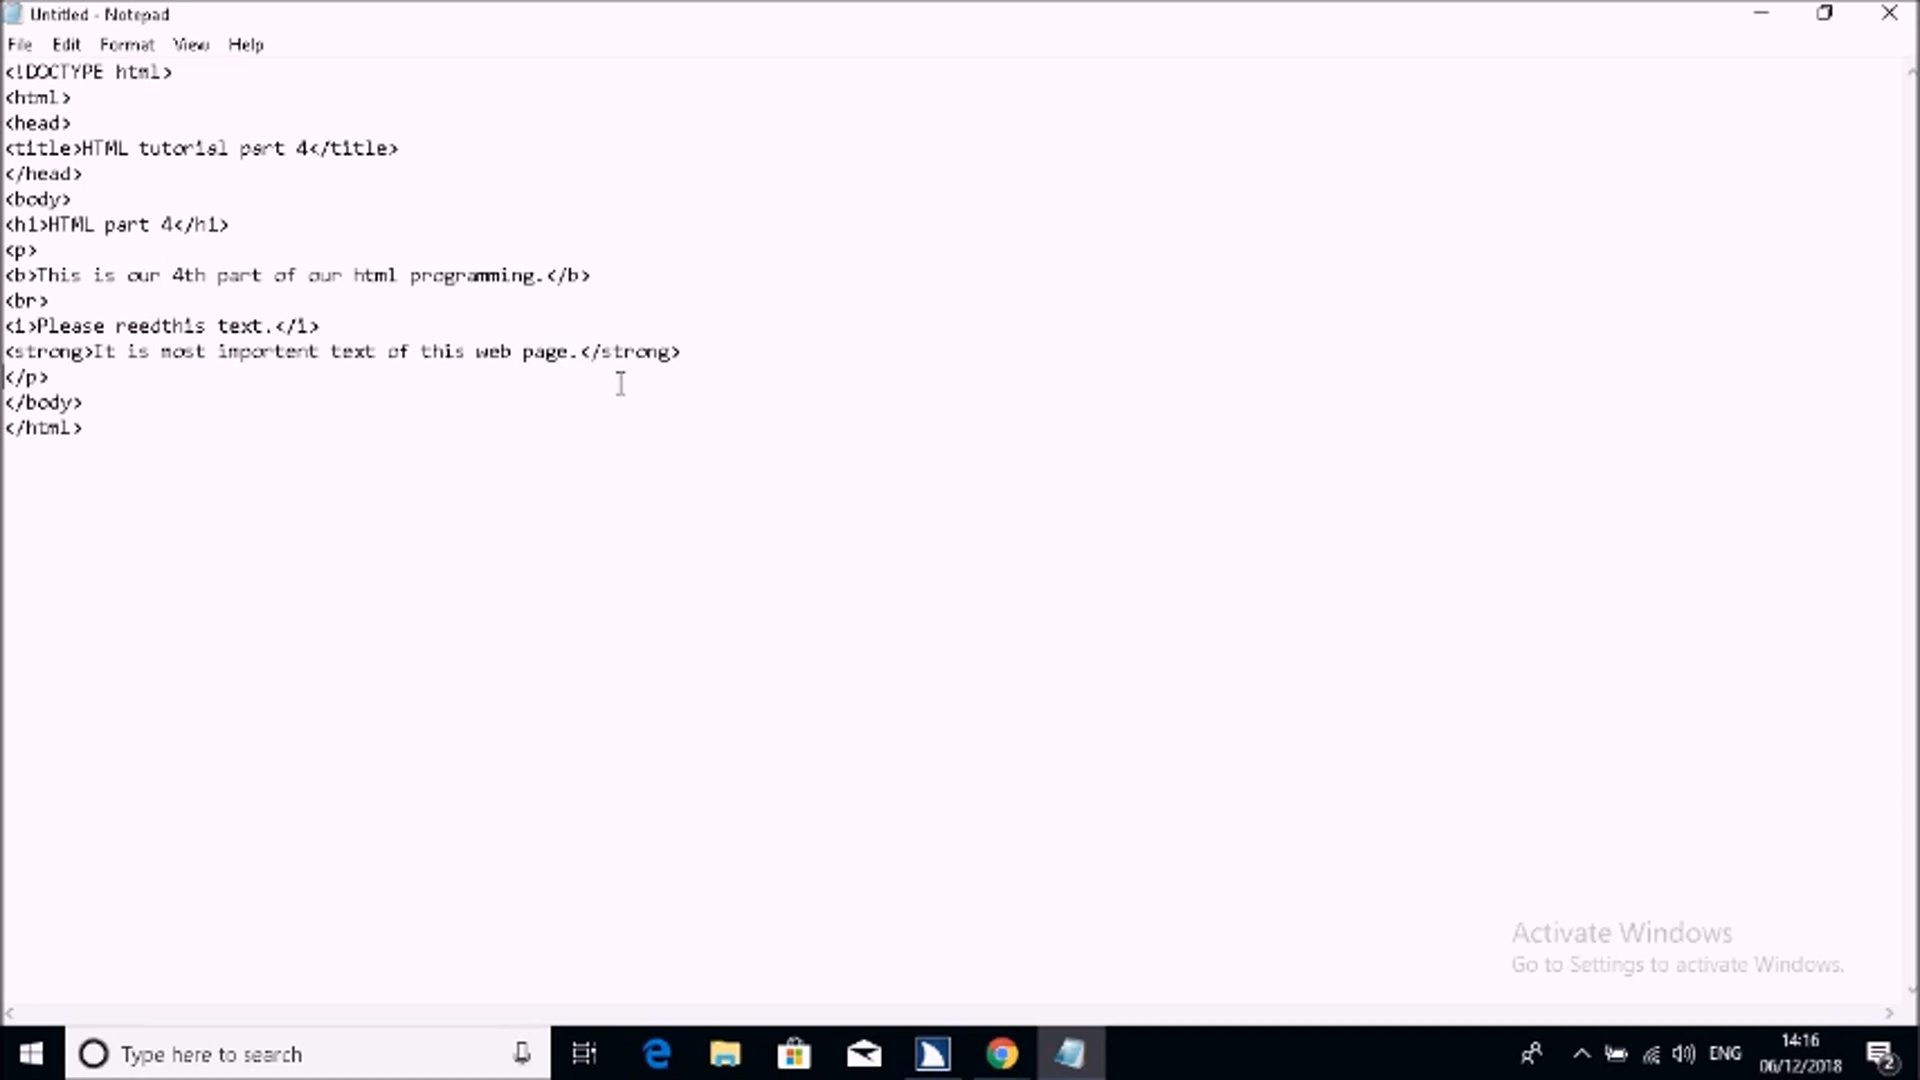 Untitled - Notepad
File Edit Format View Help
<!DOCTYPE html>
<html>
<head>
<title>HTML tutorial part 4</title>
</head>
<body>
<h1>HTML part 4</h1>
<p>
<b>This is our 4th part of our html programming.</b>
<br>
<i>Please reedthis text.</i>
<strong>It is most importent text of this web page.</strong>
</p>
</body>
</html>
Activate Windows
Go to Settings to activate Windows.
Type here to search
ENG
14:16
06/12/2018
2